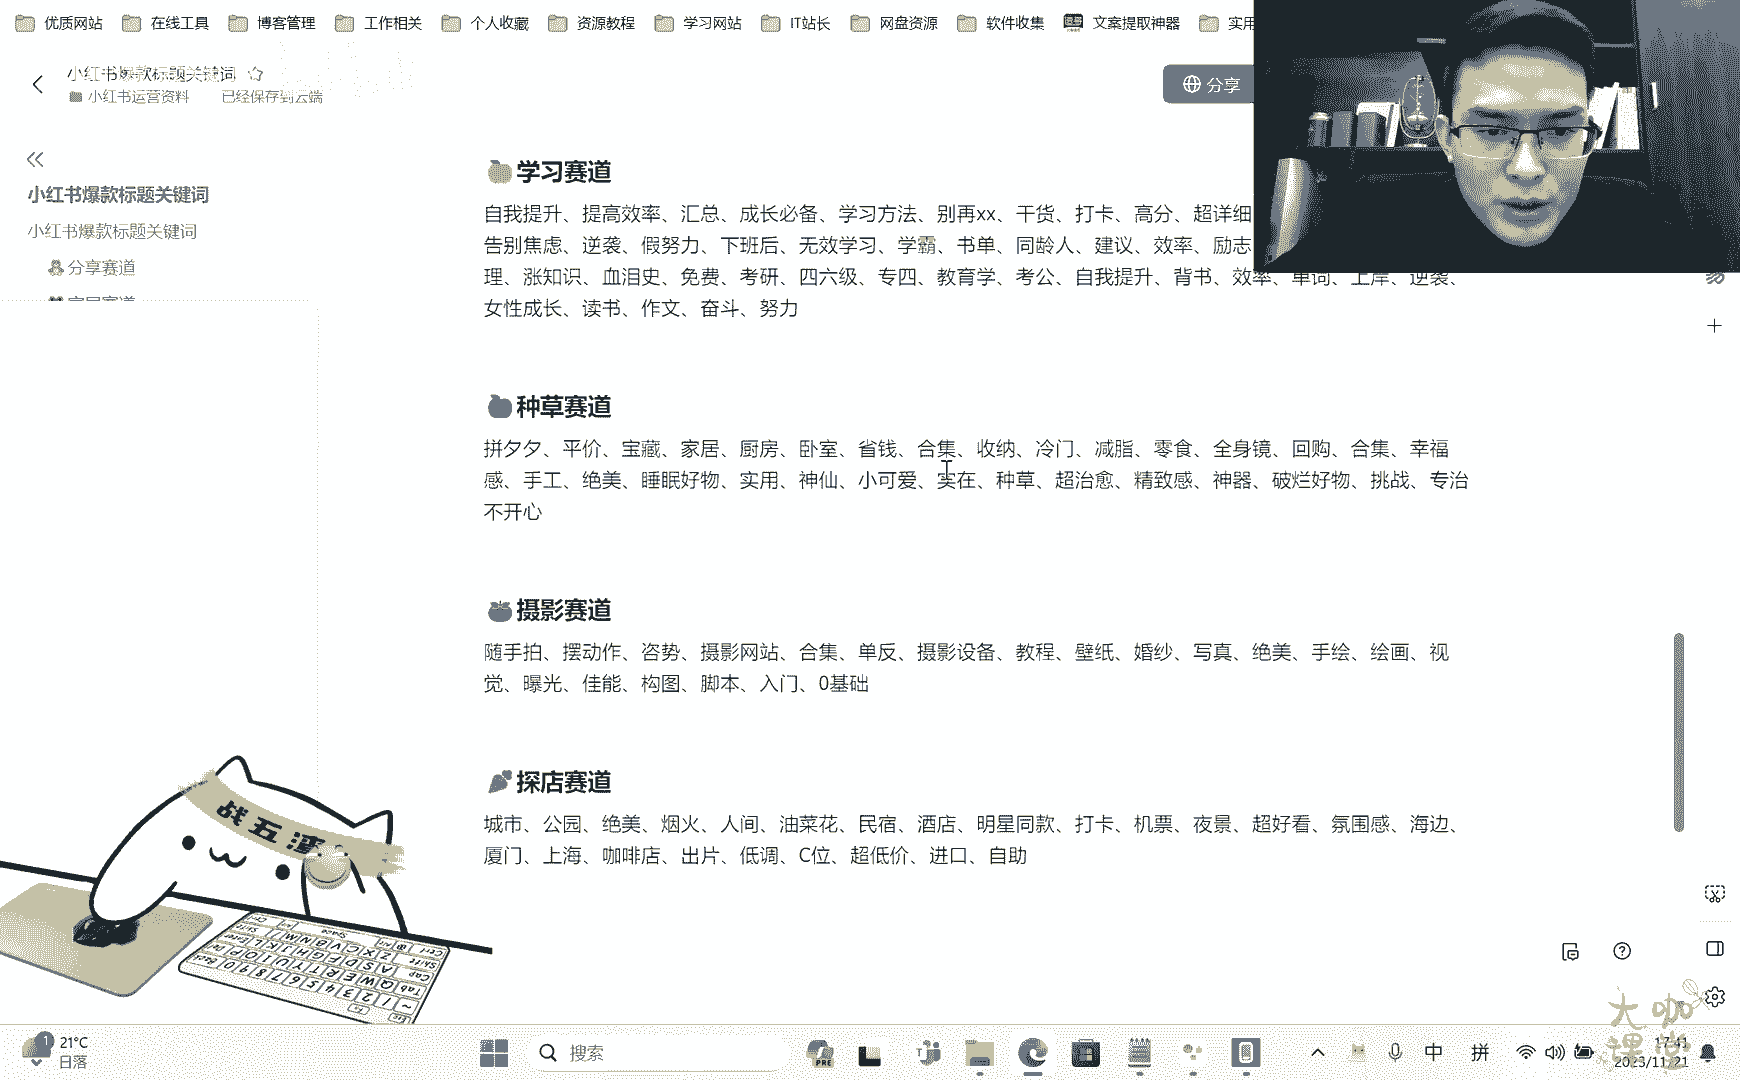 优质网站 在线工具 博客管理 工作相关 个人收藏 资源教程 学习网站 IT站长 网盘资源 软件收集 文案提取神器 实用
小红书爆款标题关键词
小红书运营资料 已经保存到云端
分享
小红书爆款标题关键词
小红书爆款标题关键词
分享赛道
家居赛道
学习赛道
自我提升、提高效率、汇总、成长必备、学习方法、别再xx、干货、打卡、高分、超详细
告别焦虑、逆袭、假努力、下班后、无效学习、学霸、书单、同龄人、建议、效率、励志
理、涨知识、血泪史、免费、考研、四六级、专四、教育学、考公、自我提升、背书、效率、单词、上岸、逆袭、
女性成长、读书、作文、奋斗、努力
种草赛道
拼夕夕、平价、宝藏、家居、厨房、卧室、省钱、合集、收纳、冷门、减脂、零食、全身镜、回购、合集、幸福
感、手工、绝美、睡眠好物、实用、神仙、小可爱、实在、种草、超治愈、精致感、神器、破烂好物、挑战、专治
不开心
摄影赛道
随手拍、摆动作、咨势、摄影网站、合集、单反、摄影设备、教程、壁纸、婚纱、写真、绝美、手绘、绘画、视
觉、曝光、佳能、构图、脚本、入门、0基础
探店赛道
城市、公园、绝美、烟火、人间、油菜花、民宿、酒店、明星同款、打卡、机票、夜景、超好看、氛围感、海边、
厦门、上海、咖啡店、出片、低调、C位、超低价、进口、自助
战五渣
大咖
课堂
1 21°C
日落
搜索
PRE
中 拼
17:41
2023/11/21